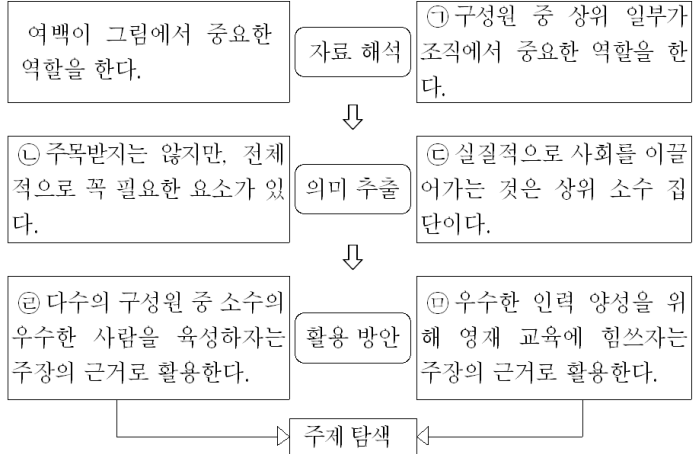 여백이 그림에서 중요한
역할을 한다.
자료 해석
㉠ 구성원 중 상위 일부가
조직에서 중요한 역할을 한
다.
㉡ 주목받지는 않지만, 전체
적으로 꼭 필요한 요소가 있
다.
의미 추출
㉢ 실질적으로 사회를 이끌
어가는 것은 상위 소수 집
단이다.
㉣ 다수의 구성원 중 소수의
우수한 사람을 육성하자는
주장의 근거로 활용한다.
활용 방안
㉤ 우수한 인력 양성을 위
해 영재 교육에 힘쓰자는
주장의 근거로 활용한다.
주제 탐색